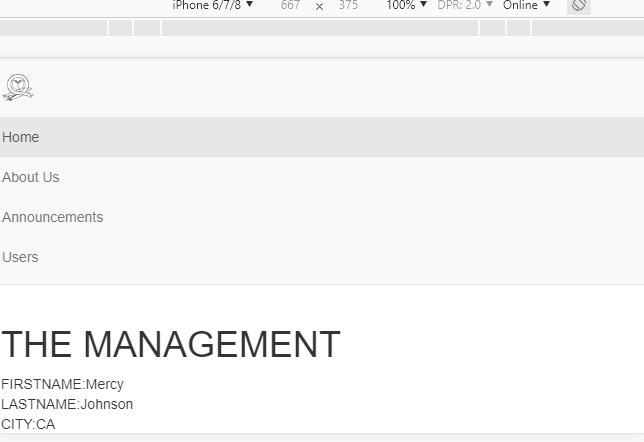 iPhone 6/7/8 ▼ 667 × 375 100% ▼ DPR: 2.0 ▼ Online ▼
Home
About Us
Announcements
Users
THE MANAGEMENT
FIRSTNAME:Mercy
LASTNAME:Johnson
CITY:CA